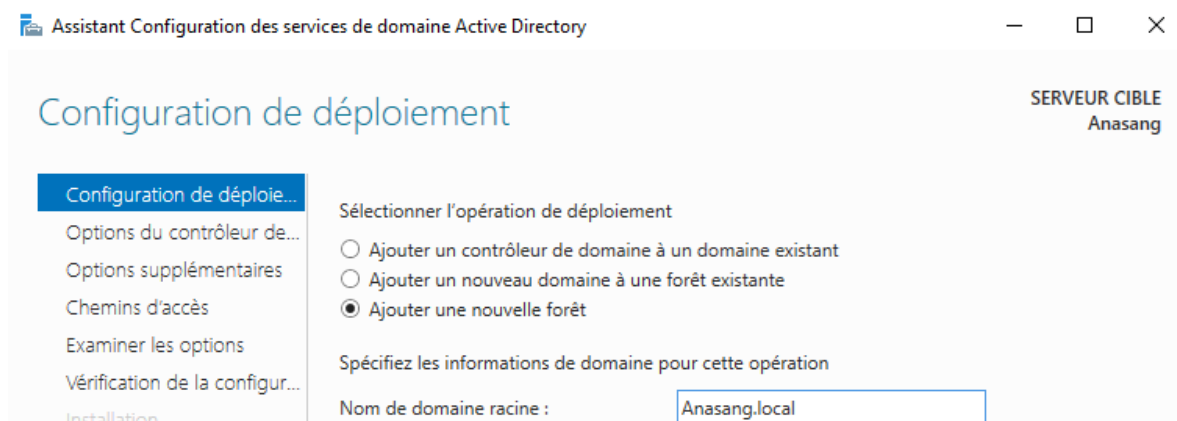 Assistant Configuration des services de domaine Active Directory
Configuration de déploiement
SERVEUR CIBLE
Anasang
Configuration de déploie...
Options du contrôleur de...
Options supplémentaires
Chemins d'accès
Examiner les options
Vérification de la configur...
Installation
Sélectionner l'opération de déploiement
Ajouter un contrôleur de domaine à un domaine existant
Ajouter un nouveau domaine à une forêt existante
Ajouter une nouvelle forêt
Spécifiez les informations de domaine pour cette opération
Nom de domaine racine : Anasang.local